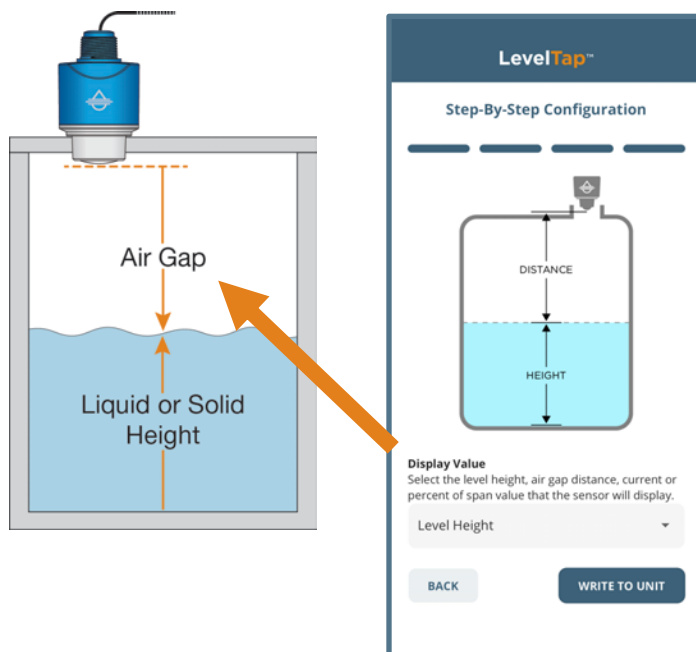 Air Gap
Liquid or Solid
Height
LevelTap™
Step-By-Step Configuration
DISTANCE
HEIGHT
Display Value
Select the level height, air gap distance, current or
percent of span value that the sensor will display.
Level Height
BACK
WRITE TO UNIT